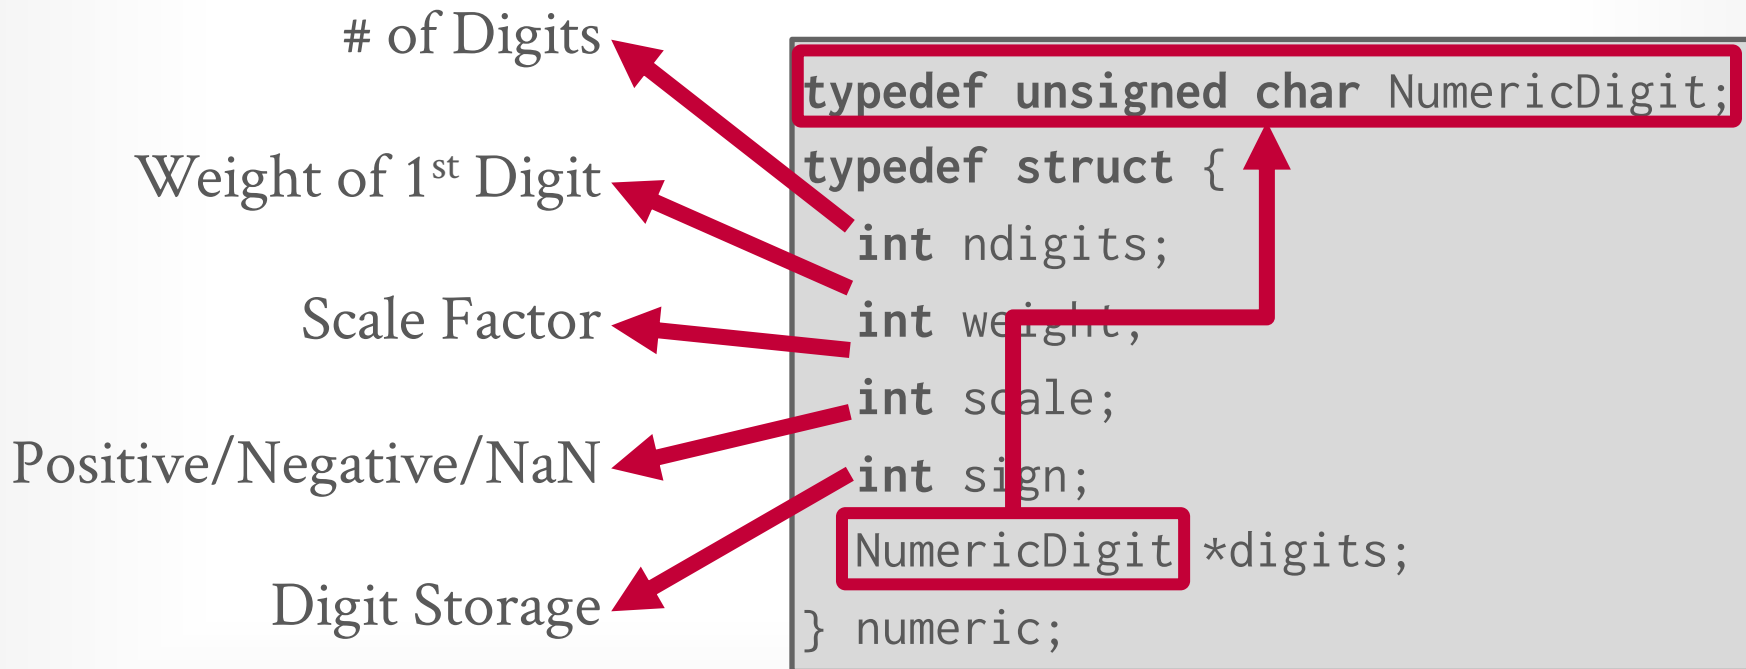 # of Digits
Weight of 1st Digit
Scale Factor
Positive/Negative/NaN
Digit Storage
typedef unsigned char NumericDigit;
typedef struct {
int ndigits;
int weight;
int scale;
int sign;
NumericDigit *digits;
} numeric;